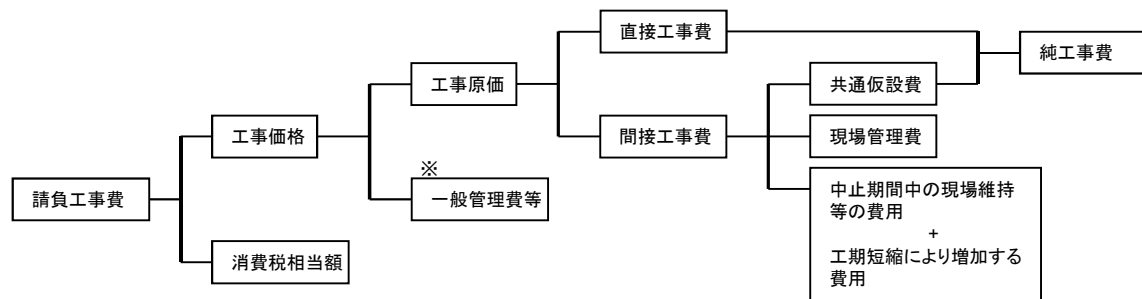 直接工事費
純工事費
工事原価
共通仮設費
工事価格
間接工事費
現場管理費
※
一般管理費等
請負工事費
中止期間中の現場維持
等の費用
+
工期短縮により増加する
費用
消費税相当額